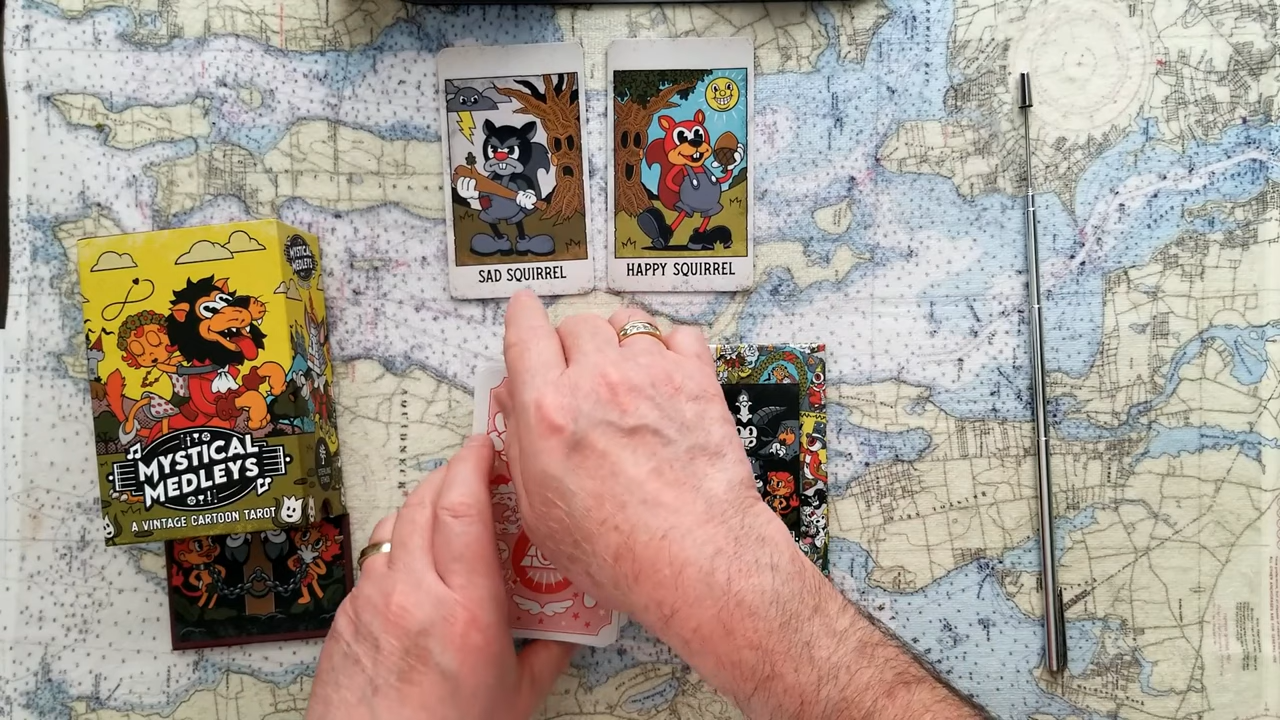 SAD SQUIRREL
HAPPY SQUIRREL
MYSTICAL
MEDLEYS
MYSTICAL
MEDLEYS
A VINTAGE CARTOON TAROT